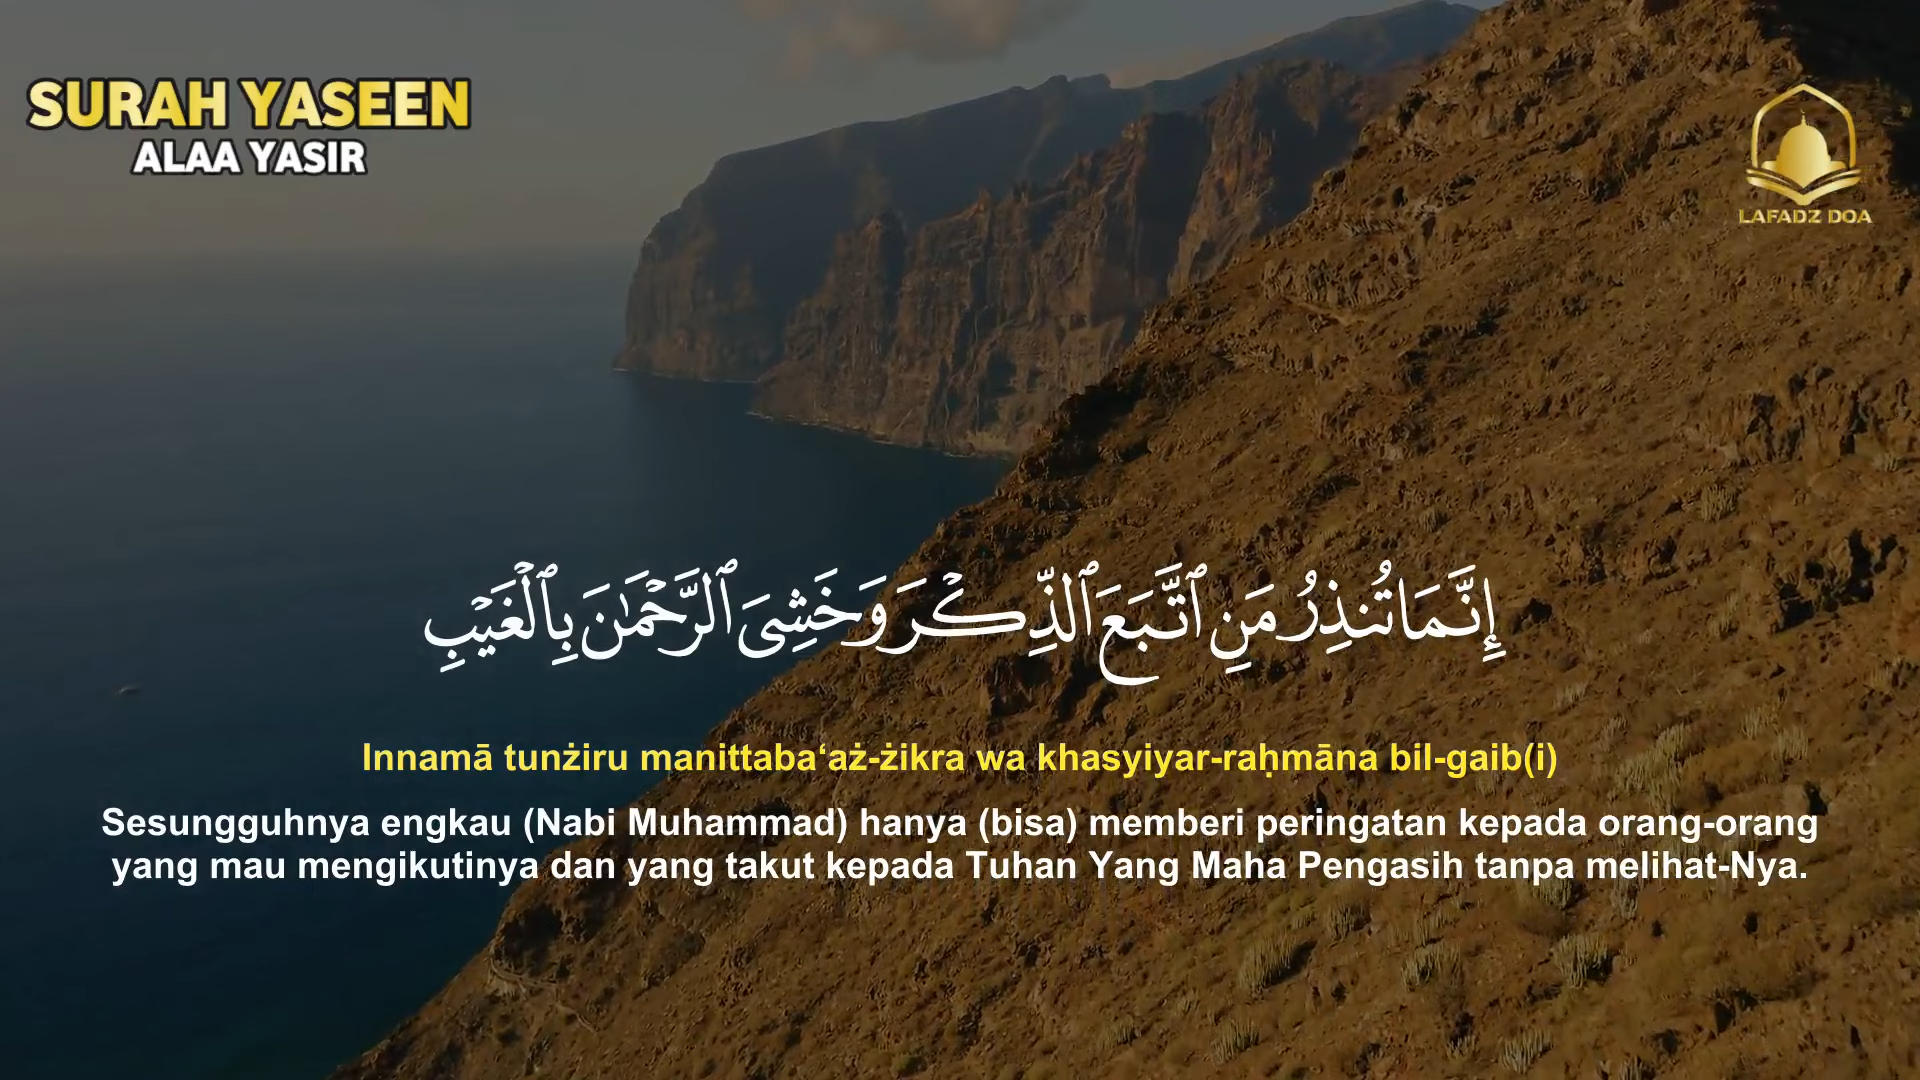 SURAH YASEEN
ALAA YASIR
LAFADZ DOA
إِنَّمَا تُنذِرُ مَنِ ٱتَّبَعَ ٱلذِّكْرَ وَخَشِىَ ٱلرَّحْمَٰنَ بِٱلْغَيْبِ
Innamā tunżiru manittaba‘aż-żikra wa khasyiyar-raḥmāna bil-gaib(i)
Sesungguhnya engkau (Nabi Muhammad) hanya (bisa) memberi peringatan kepada orang-orang
yang mau mengikutinya dan yang takut kepada Tuhan Yang Maha Pengasih tanpa melihat-Nya.